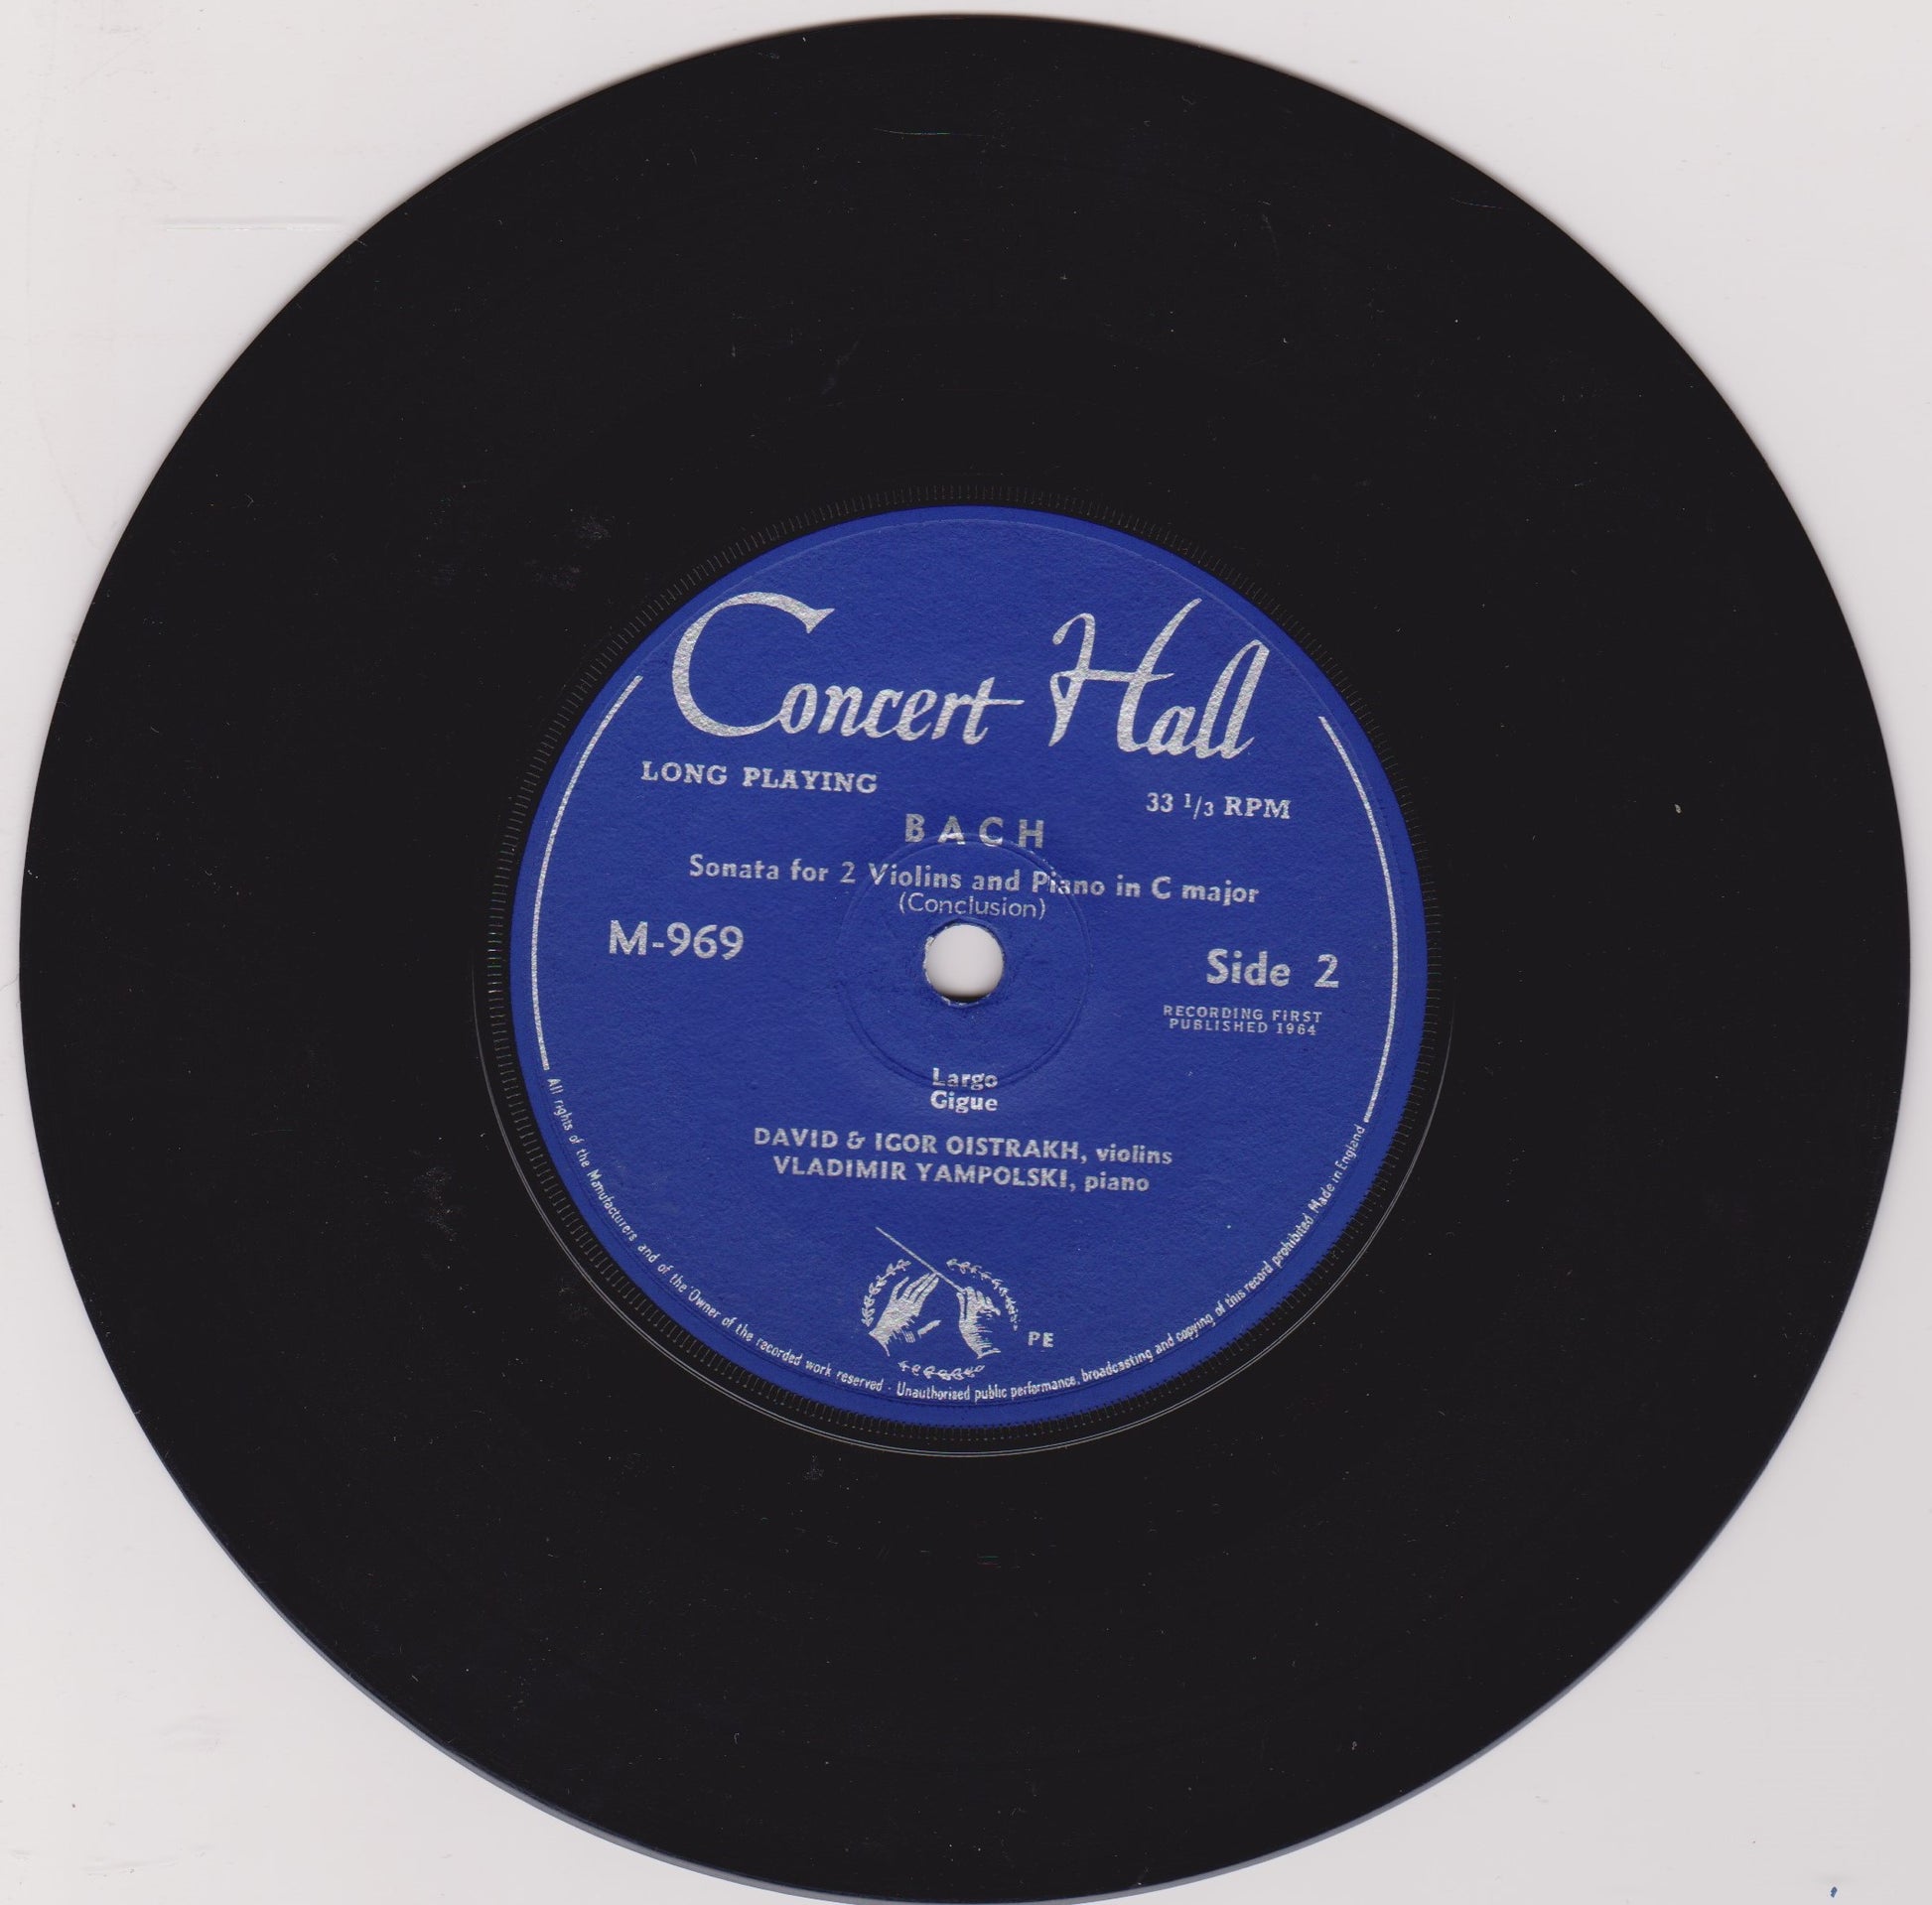 Concert Hall
LONG PLAYING
33 1/3 RPM
BACH
Sonata for 2 Violins and Piano in C major
(Conclusion)
M-969
Side 2
RECORDING FIRST
PUBLISHED 1964
Largo
Gigue
DAVID & IGOR OISTRAKH, violins
VLADIMIR YAMPOLSKI, piano
PE
All rights of the Manufacturers and of the Owner of the recorded work reserved · Unauthorised public performance, broadcasting and copying of this record prohibited Made in England